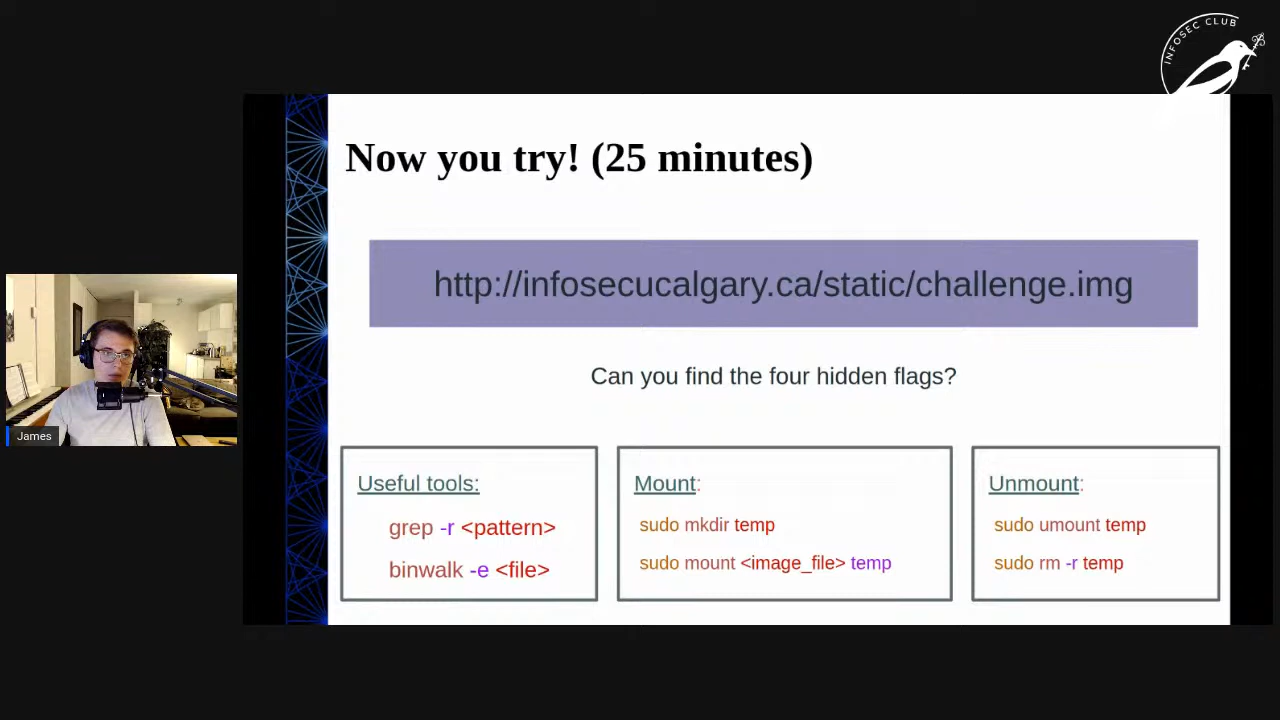 INFOSEC CLUB
Now you try! (25 minutes)
http://infosecucalgary.ca/static/challenge.img
Can you find the four hidden flags?
Useful tools:
grep -r <pattern>
binwalk -e <file>
Mount:
sudo mkdir temp
sudo mount <image_file> temp
Unmount:
sudo umount temp
sudo rm -r temp
James